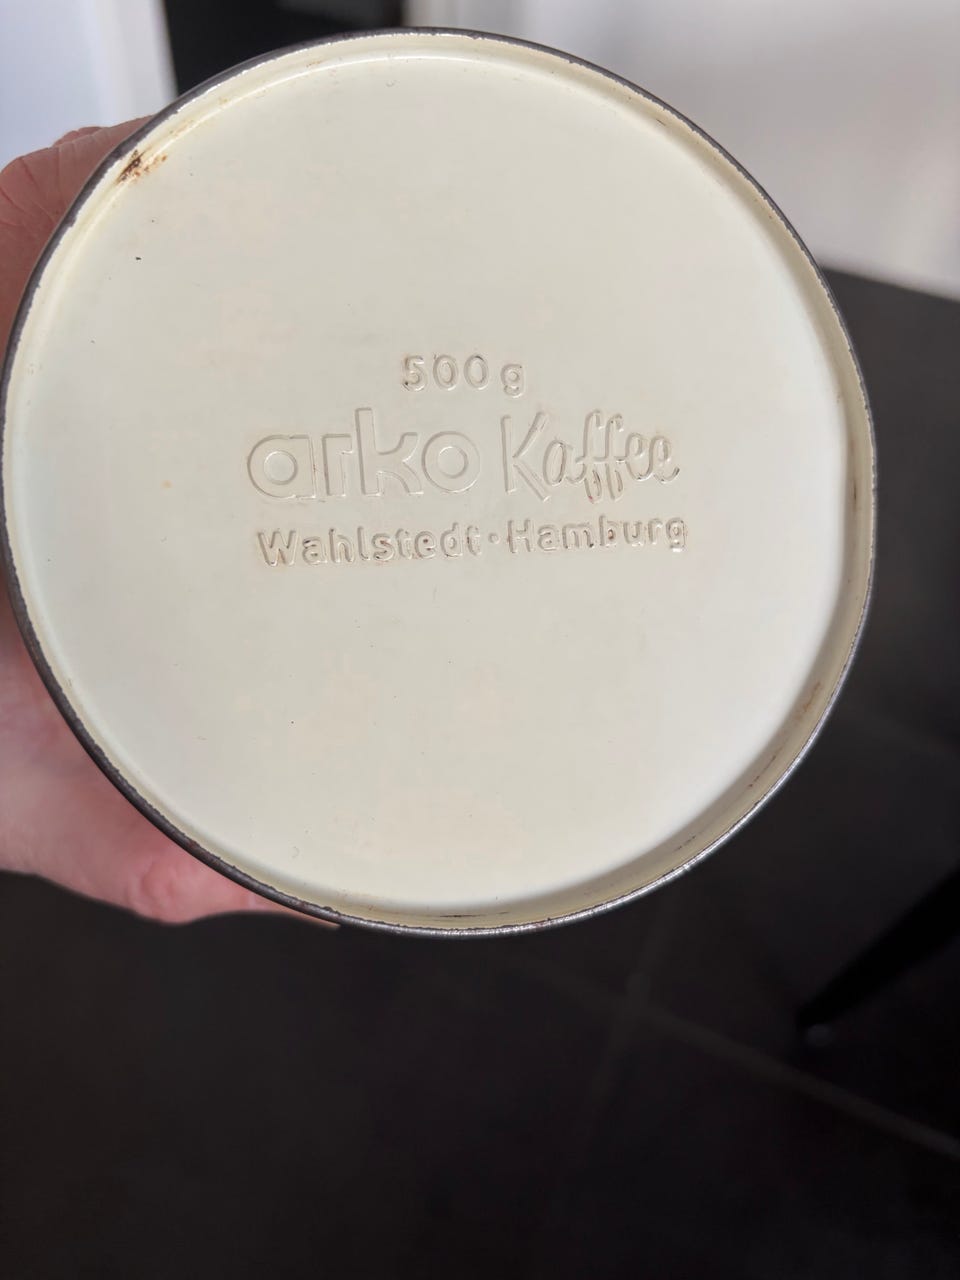 500 g
arko Kaffee
Wahlstedt · Hamburg